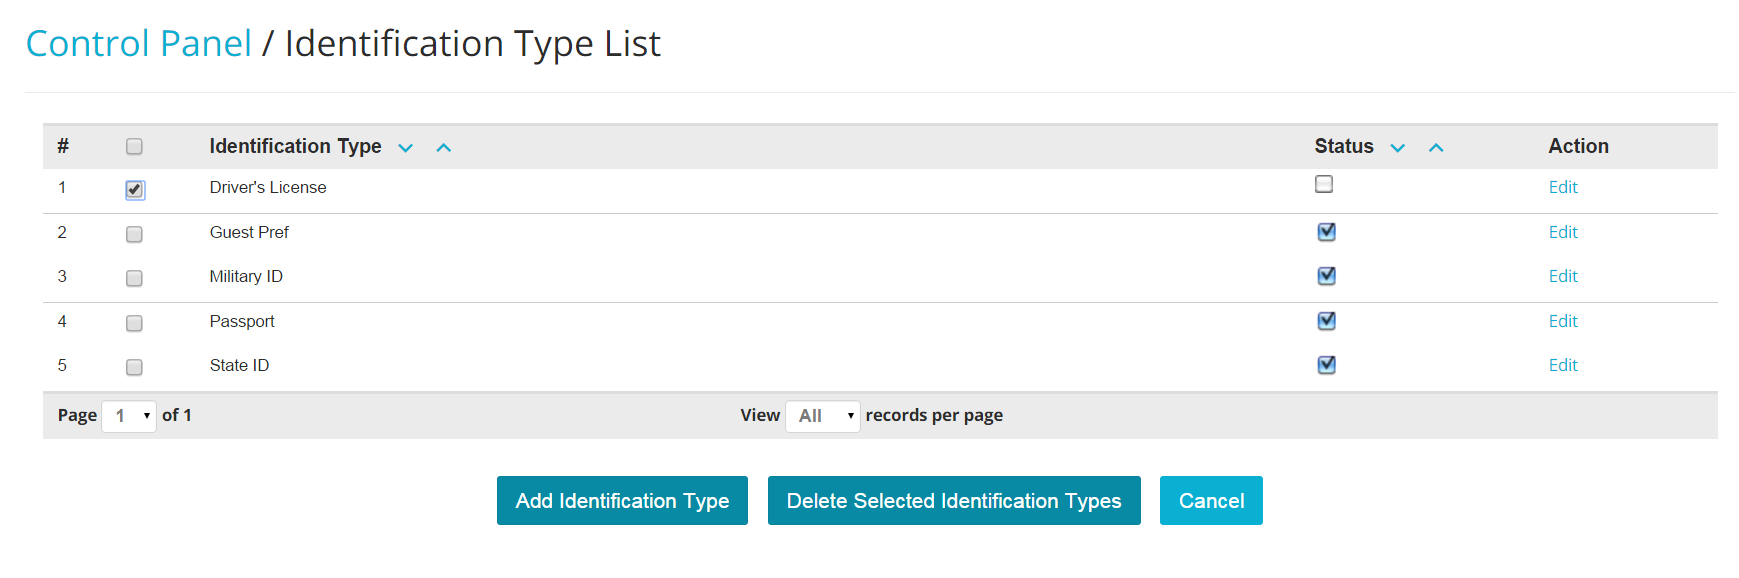 Control Panel / Identification Type List
# Identification Type Status Action
1 Driver's License Edit
2 Guest Pref Edit
3 Military ID Edit
4 Passport Edit
5 State ID Edit
Page 1 of 1 View All records per page
Add Identification Type Delete Selected Identification Types Cancel